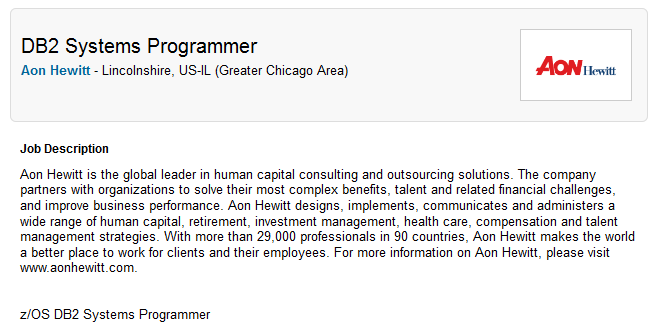 DB2 Systems Programmer
Aon Hewitt - Lincolnshire, US-IL (Greater Chicago Area)
AON Hewitt
Job Description
Aon Hewitt is the global leader in human capital consulting and outsourcing solutions. The company
partners with organizations to solve their most complex benefits, talent and related financial challenges,
and improve business performance. Aon Hewitt designs, implements, communicates and administers a
wide range of human capital, retirement, investment management, health care, compensation and talent
management strategies. With more than 29,000 professionals in 90 countries, Aon Hewitt makes the world
a better place to work for clients and their employees. For more information on Aon Hewitt, please visit
www.aonhewitt.com.
z/OS DB2 Systems Programmer